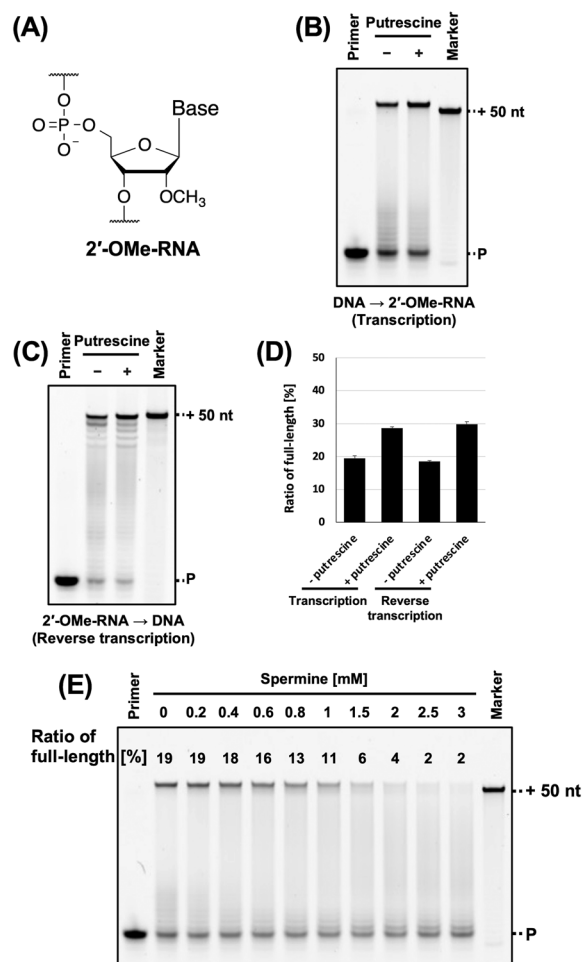 (A)
O
O=P-O
O⁻
O
O
OCH3
Base
2′-OMe-RNA
(B)
Putrescine
Primer
−
+
Marker
+ 50 nt
P
DNA → 2′-OMe-RNA
(Transcription)
(C)
Putrescine
Primer
−
+
Marker
+ 50 nt
P
2′-OMe-RNA → DNA
(Reverse transcription)
(D)
Ratio of full-length [%]
50
40
30
20
10
0
- putrescine
+ putrescine
- putrescine
+ putrescine
Transcription
Reverse
transcription
(E)
Primer
Spermine [mM]
Marker
0 0.2 0.4 0.6 0.8 1 1.5 2 2.5 3
Ratio of
full-length [%] 19 19 18 16 13 11 6 4 2 2
+ 50 nt
P